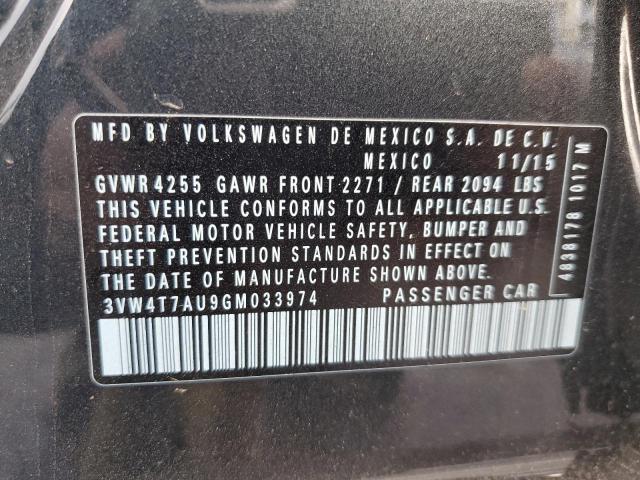 MFD BY VOLKSWAGEN DE MEXICO S.A. DE C.V.
MEXICO 11/15
GVWR 4255 GAWR FRONT 2271 / REAR 2094 LBS
THIS VEHICLE CONFORMS TO ALL APPLICABLE U.S.
FEDERAL MOTOR VEHICLE SAFETY, BUMPER AND
THEFT PREVENTION STANDARDS IN EFFECT ON
THE DATE OF MANUFACTURE SHOWN ABOVE.
3VW4T7AU9GM033974 PASSENGER CAR
4838178 1017 M